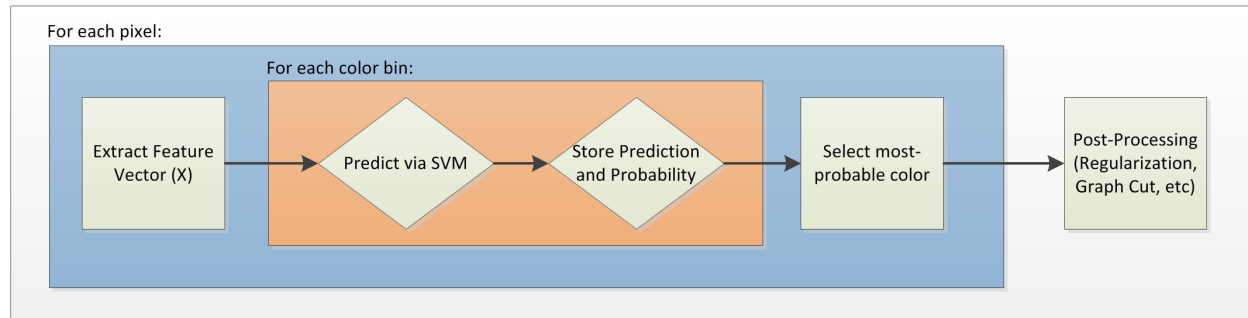 For each pixel:
For each color bin:
Extract Feature
Vector (X)
Predict via SVM
Store Prediction
and Probability
Select most-
probable color
Post-Processing
(Regularization,
Graph Cut, etc)